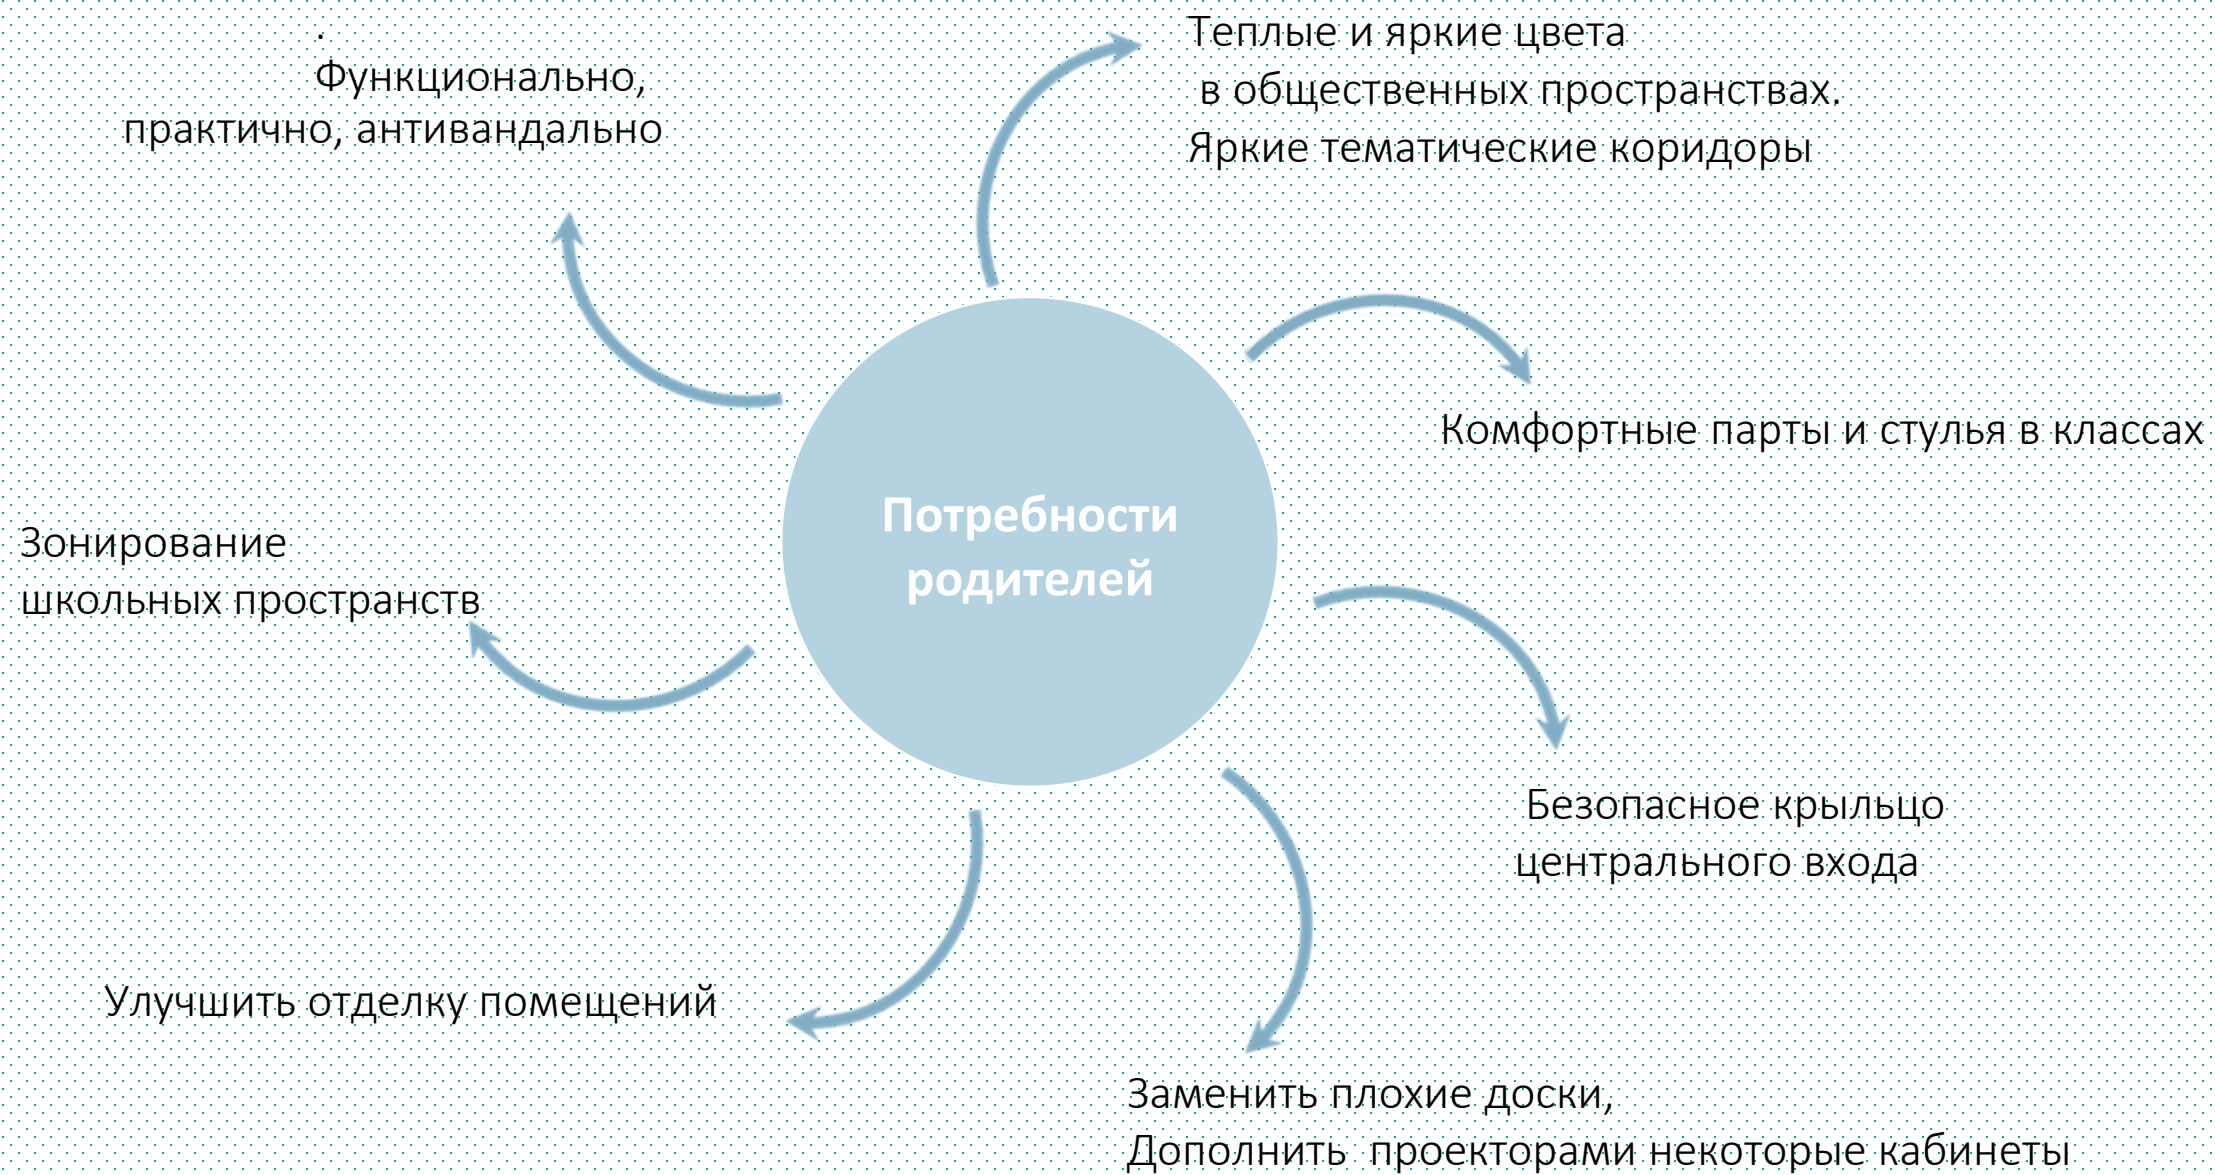 .
Функционально,
практично, антивандально
Теплые и яркие цвета
в общественных пространствах.
Яркие тематические коридоры
Комфортные парты и стулья в классах
Потребности
родителей
Зонирование
школьных пространств
Безопасное крыльцо
центрального входа
Улучшить отделку помещений
Заменить плохие доски,
Дополнить  проекторами некоторые кабинеты